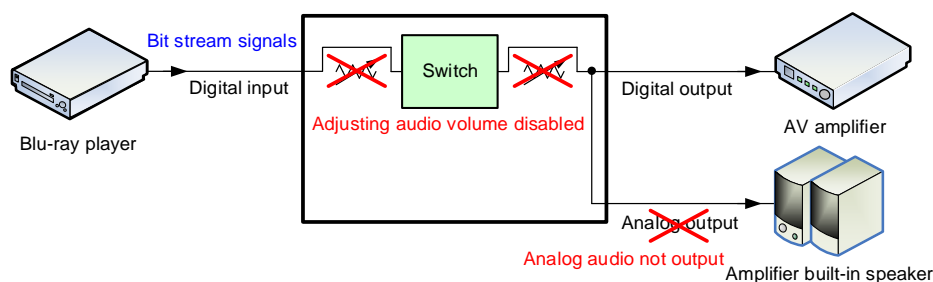 Bit stream signals
Digital input
Switch
Digital output
Adjusting audio volume disabled
Blu-ray player
AV amplifier
Analog output
Analog audio not output
Amplifier built-in speaker